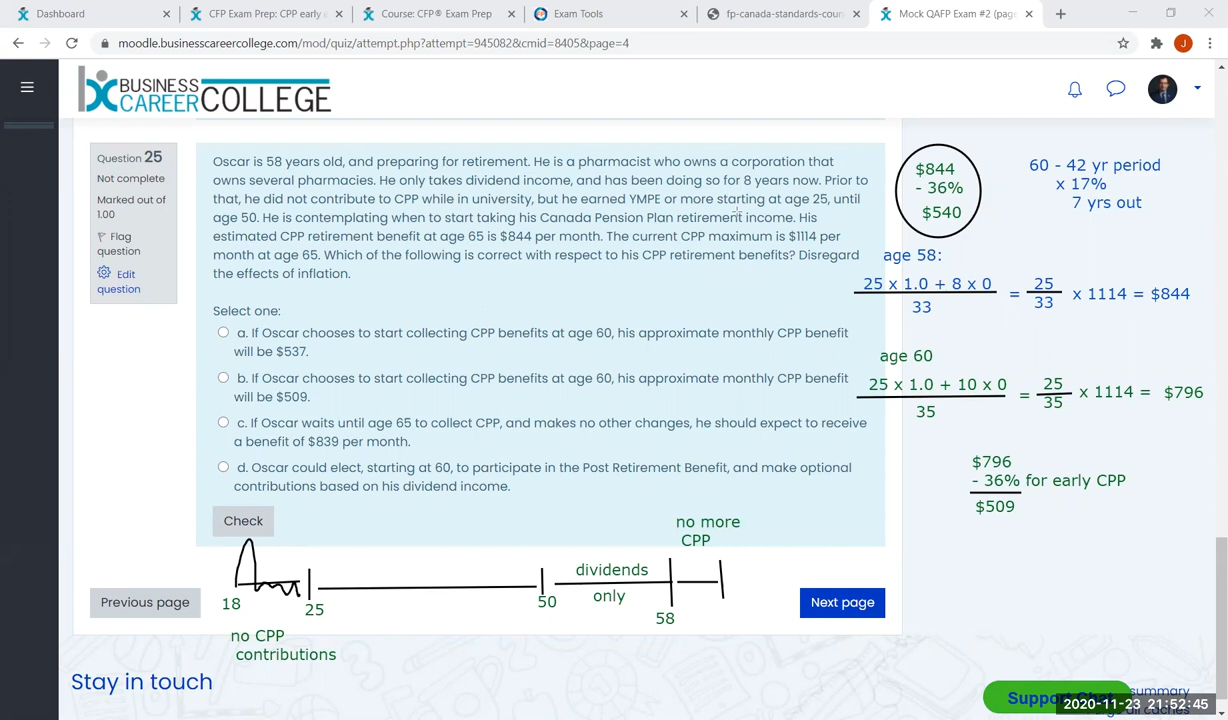 Dashboard
CFP Exam Prep: CPP early e
Course: CFP® Exam Prep
Exam Tools
fp-canada-standards-cour
Mock QAFP Exam #2 (pag
moodle.businesscareercollege.com/mod/quiz/attempt.php?attempt=945082&cmid=8405&page=4
J
BUSINESS
CAREER COLLEGE
Question 25
Not complete
Marked out of
1.00
Flag
question
Edit
question
Oscar is 58 years old, and preparing for retirement. He is a pharmacist who owns a corporation that
owns several pharmacies. He only takes dividend income, and has been doing so for 8 years now. Prior to
that, he did not contribute to CPP while in university, but he earned YMPE or more starting at age 25, until
age 50. He is contemplating when to start taking his Canada Pension Plan retirement income. His
estimated CPP retirement benefit at age 65 is $844 per month. The current CPP maximum is $1114 per
month at age 65. Which of the following is correct with respect to his CPP retirement benefits? Disregard
the effects of inflation.
Select one:
a. If Oscar chooses to start collecting CPP benefits at age 60, his approximate monthly CPP benefit
will be $537.
b. If Oscar chooses to start collecting CPP benefits at age 60, his approximate monthly CPP benefit
will be $509.
c. If Oscar waits until age 65 to collect CPP, and makes no other changes, he should expect to receive
a benefit of $839 per month.
d. Oscar could elect, starting at 60, to participate in the Post Retirement Benefit, and make optional
contributions based on his dividend income.
Check
$844
- 36%
$540
60 - 42 yr period
x 17%
7 yrs out
age 58:
25 x 1.0 + 8 x 0
33
= 25
33
x 1114 = $844
age 60
25 x 1.0 + 10 x 0
35
= 25
35
x 1114 = $796
$796
- 36% for early CPP
$509
no more
CPP
dividends
only
18
25
50
58
no CPP
contributions
Previous page
Next page
Stay in touch
Support Chat
summary
2020-11-23 21:52:45